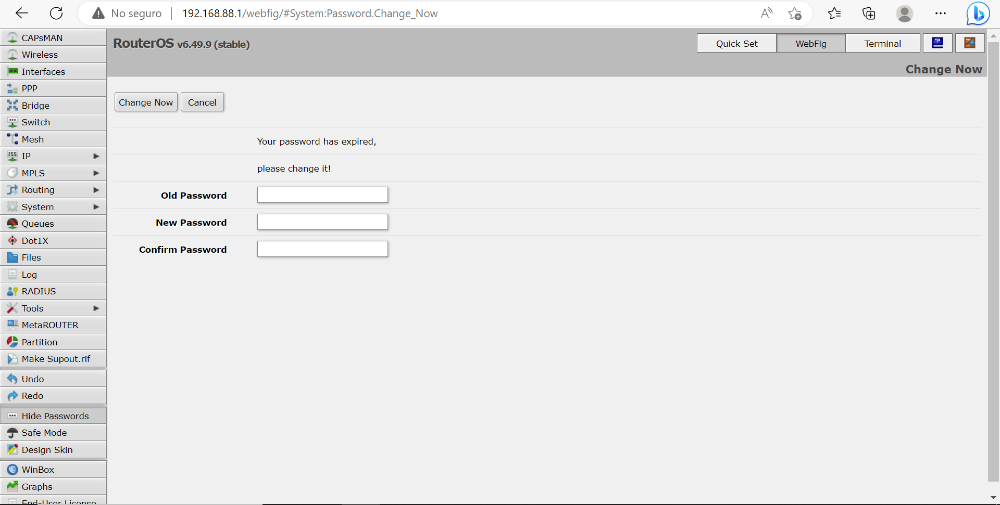 No seguro
192.168.88.1/webfig/#System:Password.Change_Now
CAPsMAN
Wireless
Interfaces
PPP
Bridge
Switch
Mesh
IP
MPLS
Routing
System
Queues
Dot1X
Files
Log
RADIUS
Tools
MetaROUTER
Partition
Make Supout.rif
Undo
Redo
Hide Passwords
Safe Mode
Design Skin
WinBox
Graphs
End-User License
RouterOS v6.49.9 (stable)
Quick Set
WebFig
Terminal
Change Now
Change Now
Cancel
Your password has expired,
please change it!
Old Password
New Password
Confirm Password